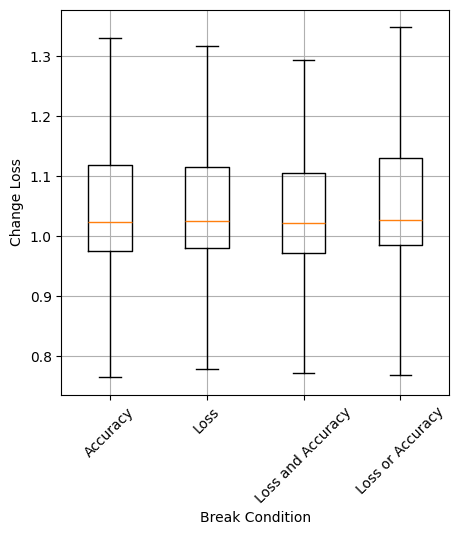 Change Loss
1.3
1.2
1.1
1.0
0.9
0.8
Accuracy
Loss
Loss and Accuracy
Loss or Accuracy
Break Condition